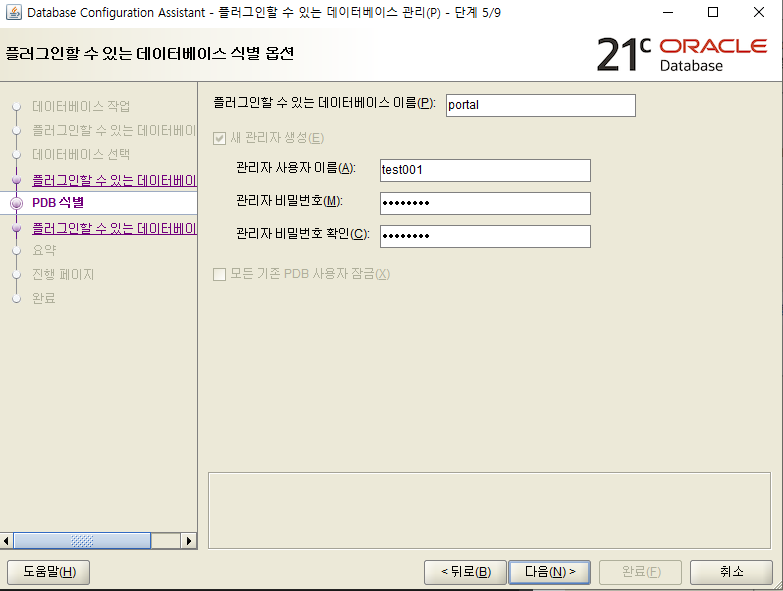 Database Configuration Assistant - 플러그인할 수 있는 데이터베이스 관리(P) - 단계 5/9
플러그인할 수 있는 데이터베이스 식별 옵션
21c ORACLE
Database
데이터베이스 작업
플러그인할 수 있는 데이터베이
데이터베이스 선택
플러그인할 수 있는 데이터베이
PDB 식별
플러그인할 수 있는 데이터베이
요약
진행 페이지
완료
플러그인할 수 있는 데이터베이스 이름(P): portal
새 관리자 생성(E)
관리자 사용자 이름(A): test001
관리자 비밀번호(M): ••••••••
관리자 비밀번호 확인(C): ••••••••
모든 기존 PDB 사용자 잠금(X)
도움말(H) < 뒤로(B) 다음(N) > 완료(F) 취소